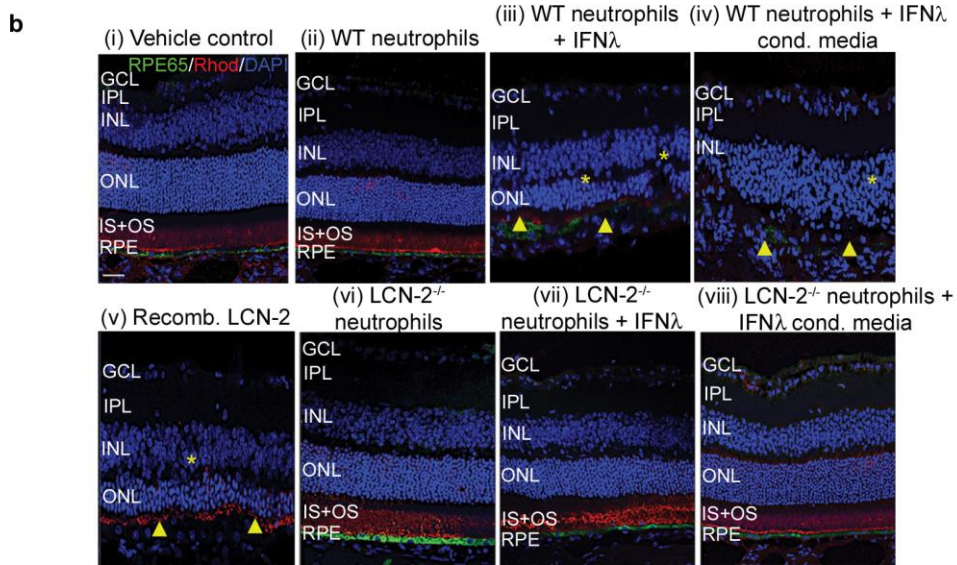 b
(i) Vehicle control
RPE65/Rhod/DAPI
GCL
IPL
INL
ONL
IS+OS
RPE
(ii) WT neutrophils
GCL
IPL
INL
ONL
IS+OS
RPE
(iii) WT neutrophils
+ IFNλ
GCL
IPL
INL
ONL
(iv) WT neutrophils + IFNλ
cond. media
GCL
IPL
INL
(v) Recomb. LCN-2
GCL
IPL
INL
ONL
(vi) LCN-2-/-
neutrophils
GCL
IPL
INL
ONL
IS+OS
RPE
(vii) LCN-2-/-
neutrophils + IFNλ
GCL
IPL
INL
ONL
IS+OS
RPE
(viii) LCN-2-/- neutrophils +
IFNλ cond. media
GCL
IPL
INL
ONL
IS+OS
RPE